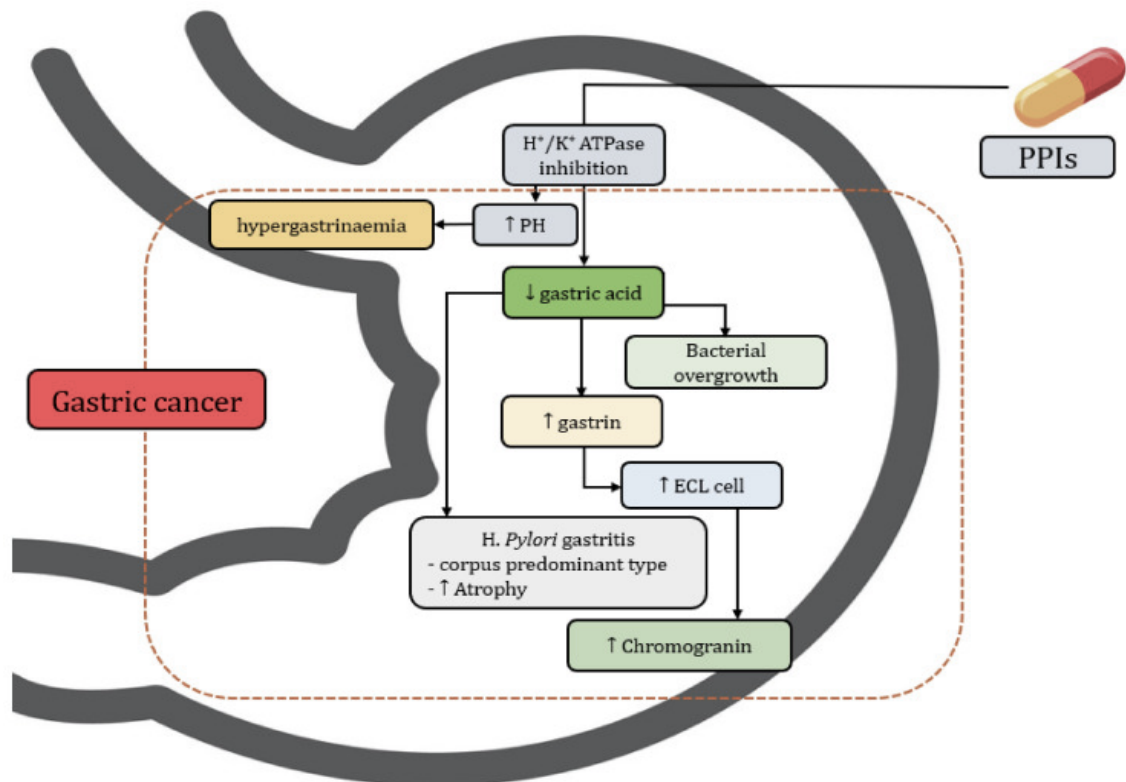 H⁺/K⁺ ATPase
inhibition
PPIs
hypergastrinaemia
↑ PH
↓ gastric acid
Bacterial
overgrowth
Gastric cancer
↑ gastrin
↑ ECL cell
H. Pylori gastritis
- corpus predominant type
- ↑ Atrophy
↑ Chromogranin